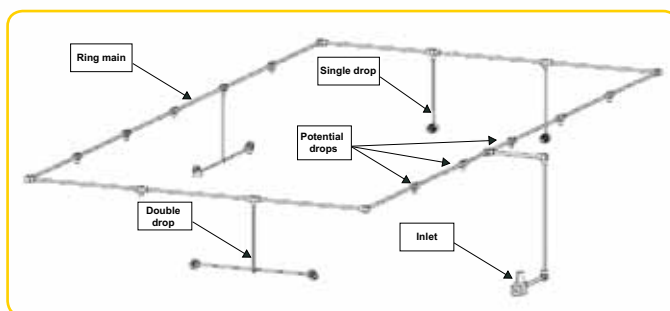 Ring main
Single drop
Potential
drops
Double
drop
Inlet